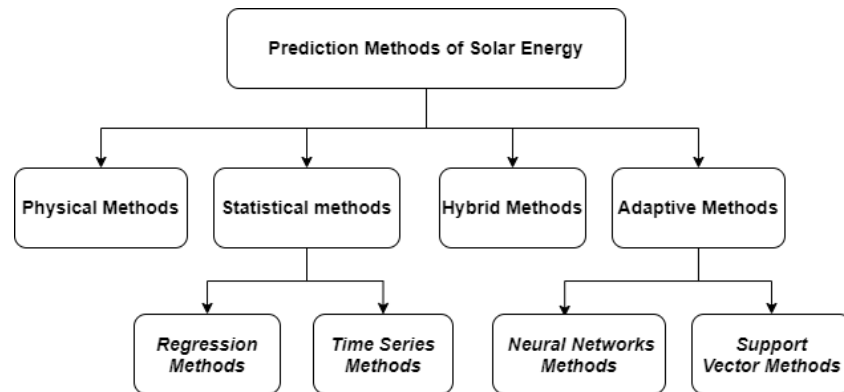 Prediction Methods of Solar Energy
Physical Methods
Statistical methods
Hybrid Methods
Adaptive Methods
Regression
Methods
Time Series
Methods
Neural Networks
Methods
Support
Vector Methods